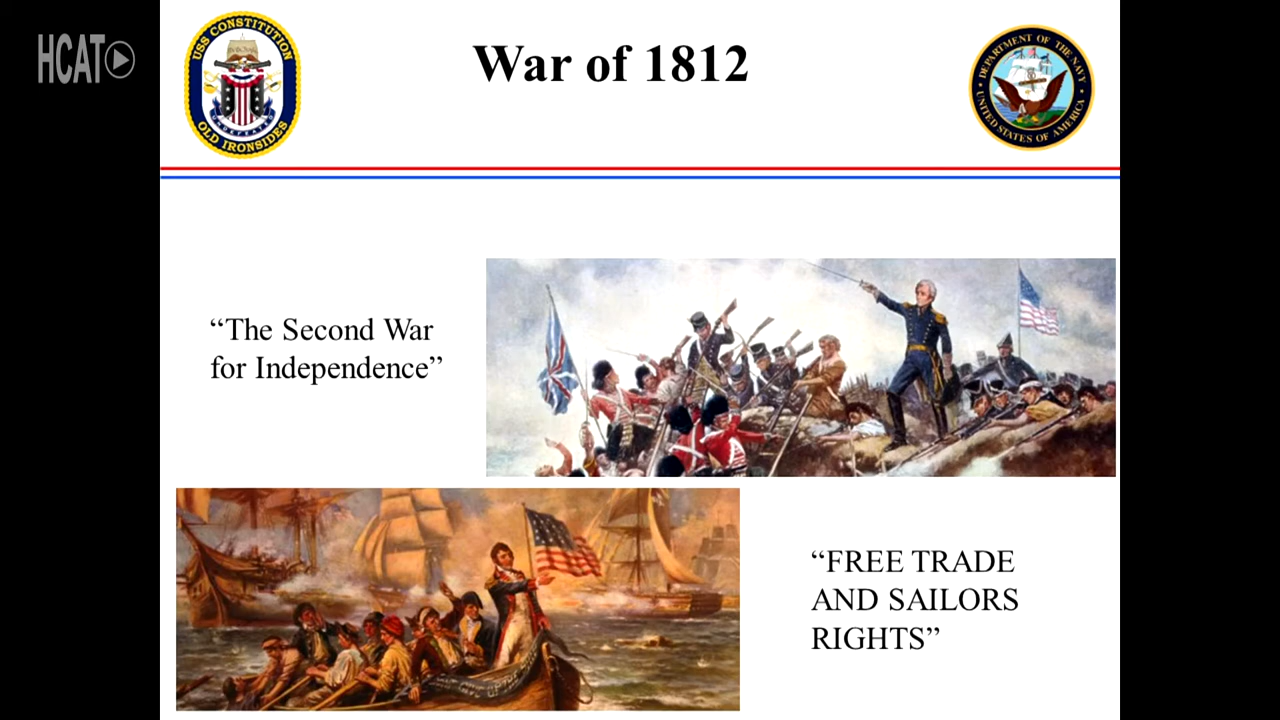 HCAT
USS CONSTITUTION
UNDEFEATED
OLD IRONSIDES
War of 1812
DEPARTMENT OF THE NAVY
UNITED STATES OF AMERICA
“The Second War
for Independence”
“FREE TRADE
AND SAILORS
RIGHTS”